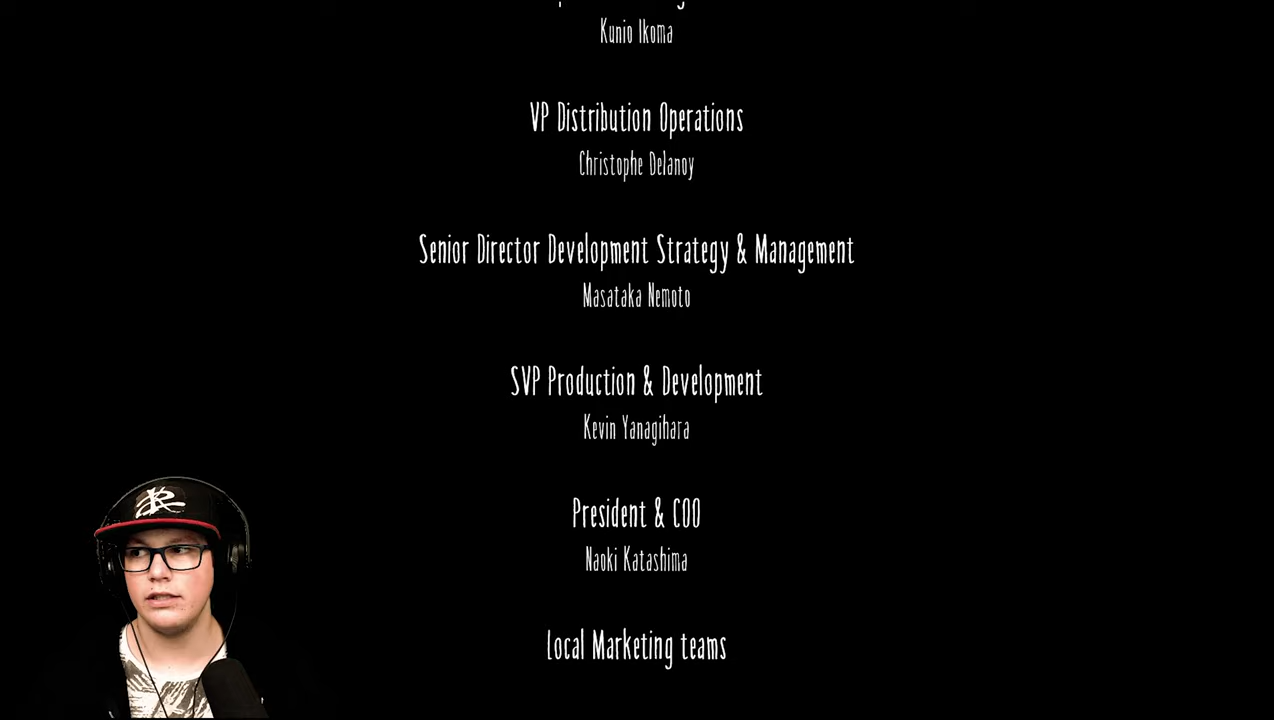 Kunio Ikoma
VP Distribution Operations
Christophe Delanoy
Senior Director Development Strategy & Management
Masataka Nemoto
SVP Production & Development
Kevin Yanagihara
President & COO
Naoki Katashima
Local Marketing teams